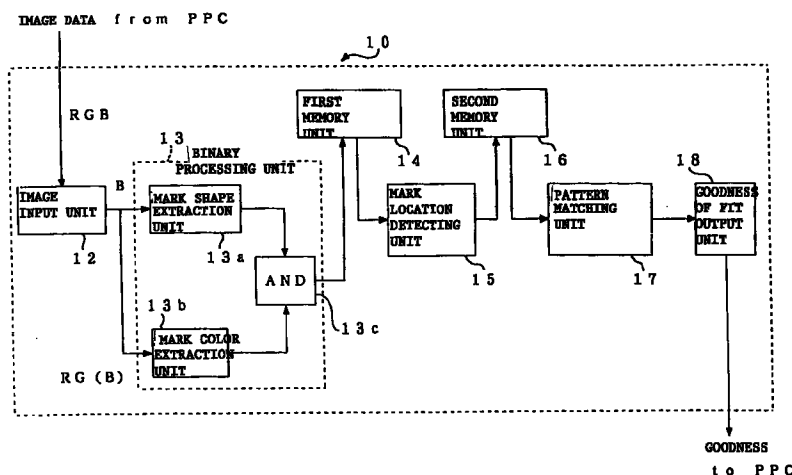 IMAGE DATA from PPC
10
RGB
FIRST
MEMORY
UNIT
14
SECOND
MEMORY
UNIT
16
13
BINARY
PROCESSING UNIT
B
IMAGE
INPUT UNIT
12
MARK SHAPE
EXTRACTION
UNIT
13a
MARK
LOCATION
DETECTING
UNIT
15
PATTERN
MATCHING
UNIT
17
18
GOODNESS
OF FIT
OUTPUT
UNIT
AND
13c
13b
MARK COLOR
EXTRACTION
UNIT
RG (B)
GOODNESS
to PPC